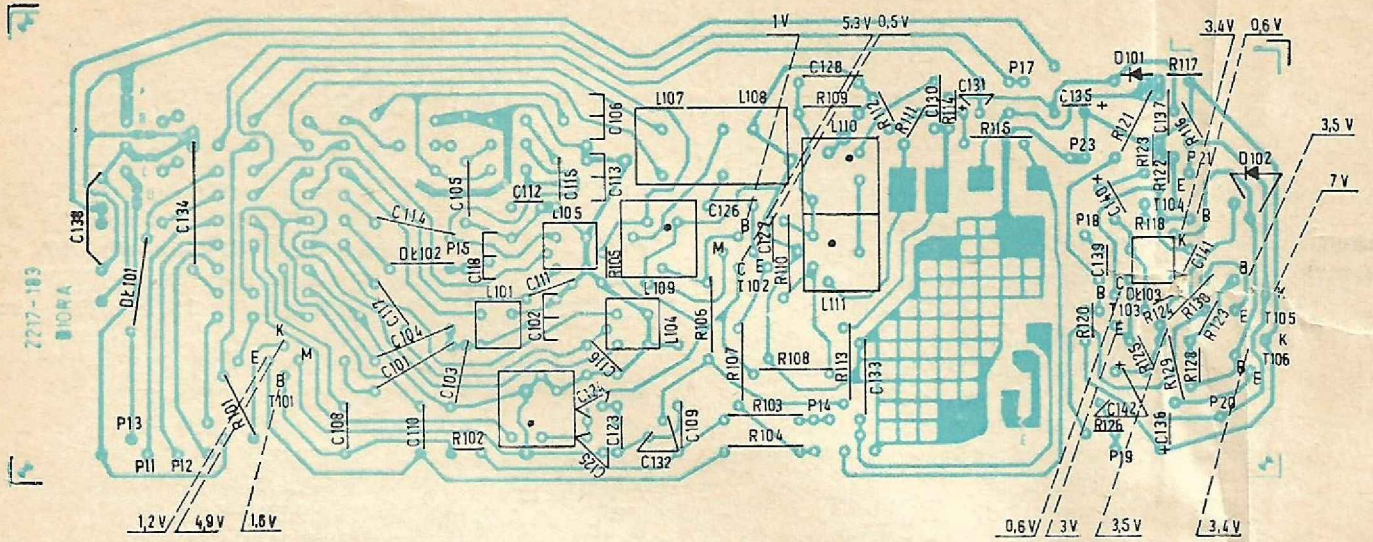 1V
5.3V 0,5V
3.4V
0,6V
D101
R117
C128
P17
C131
R109
L107
L108
C106
R112
R111
C130
R114
C135
+
R121
C137
R116
L110
R115
P23
R123
R122
P21
3,5V
D102
C138
C134
C105
C112
C115
C113
C140
+
E
T104
7V
C114
L105
C126
P18
R118
B
DŁ102
P15
C118
R105
M
B
C127
C
E
T102
R110
K
C141
2217-183
B10RA
DŁ101
C111
L109
L111
C139
B
C
DŁ103
B
K
C117
L101
C102
L104
R106
R120
T103
R124
R130
R123
E
T105
C104
C101
K
E
M
C103
C116
R107
R108
R113
C133
E
R125
R129
R128
K
T106
B
E
B
T101
R101
C124
P13
C108
C110
R102
C123
C109
R103
P14
C142
P20
P11
P12
C125
C132
R104
R126
C136
+
P19
E
1,2V
4,9V
1.6V
0.6V
3V
3,5V
3,4V